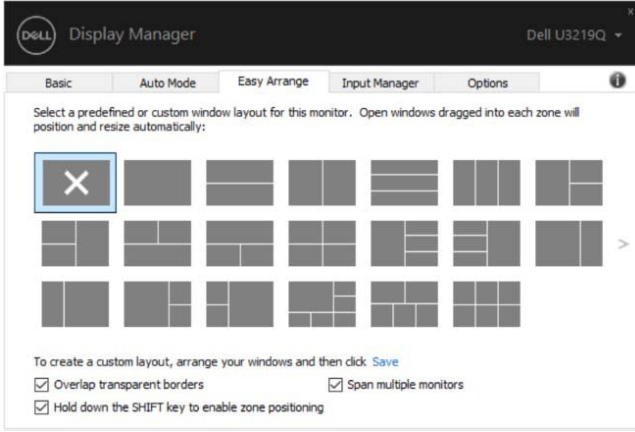 x
DELL Display Manager Dell U3219Q
Basic Auto Mode Easy Arrange Input Manager Options i
Select a predefined or custom window layout for this monitor. Open windows dragged into each zone will
position and resize automatically:
>
To create a custom layout, arrange your windows and then click Save
Overlap transparent borders Span multiple monitors
Hold down the SHIFT key to enable zone positioning